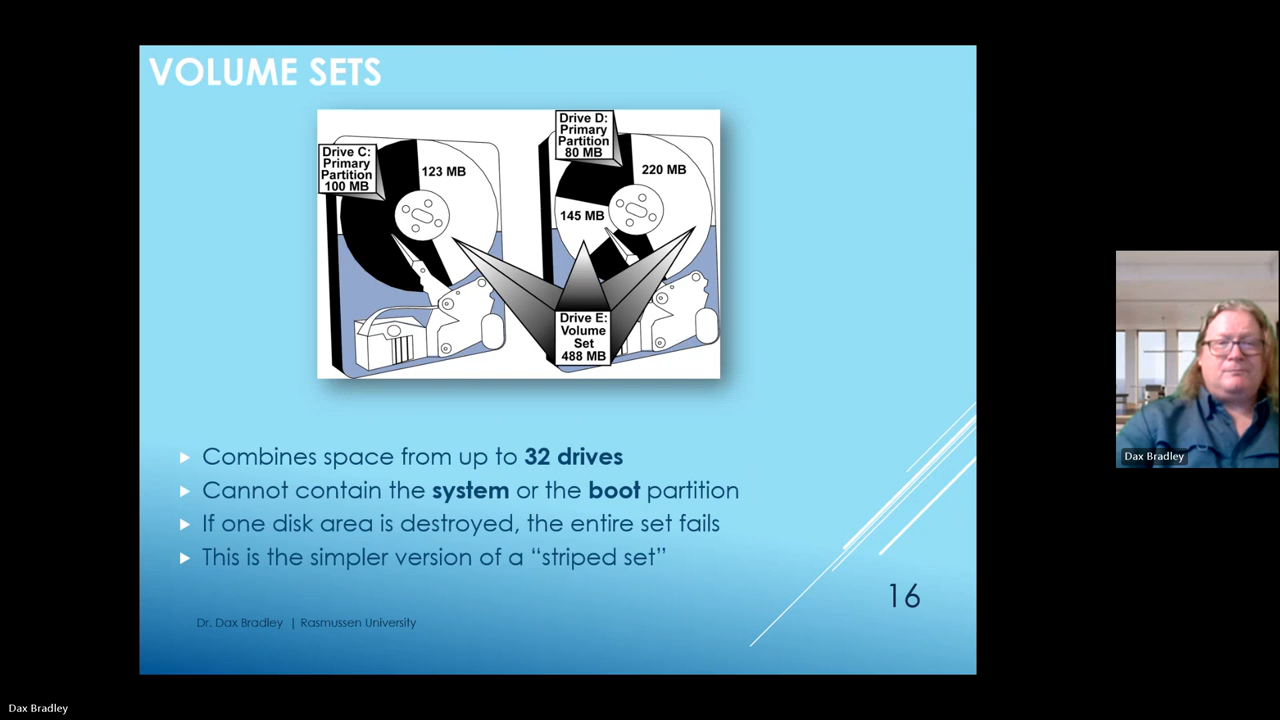 VOLUME SETS
Drive C:
Primary
Partition
100 MB
123 MB
Drive D:
Primary
Partition
80 MB
220 MB
145 MB
Drive E:
Volume
Set
488 MB
Combines space from up to 32 drives
Cannot contain the system or the boot partition
If one disk area is destroyed, the entire set fails
This is the simpler version of a “striped set”
16
Dr. Dax Bradley | Rasmussen University
Dax Bradley
Dax Bradley